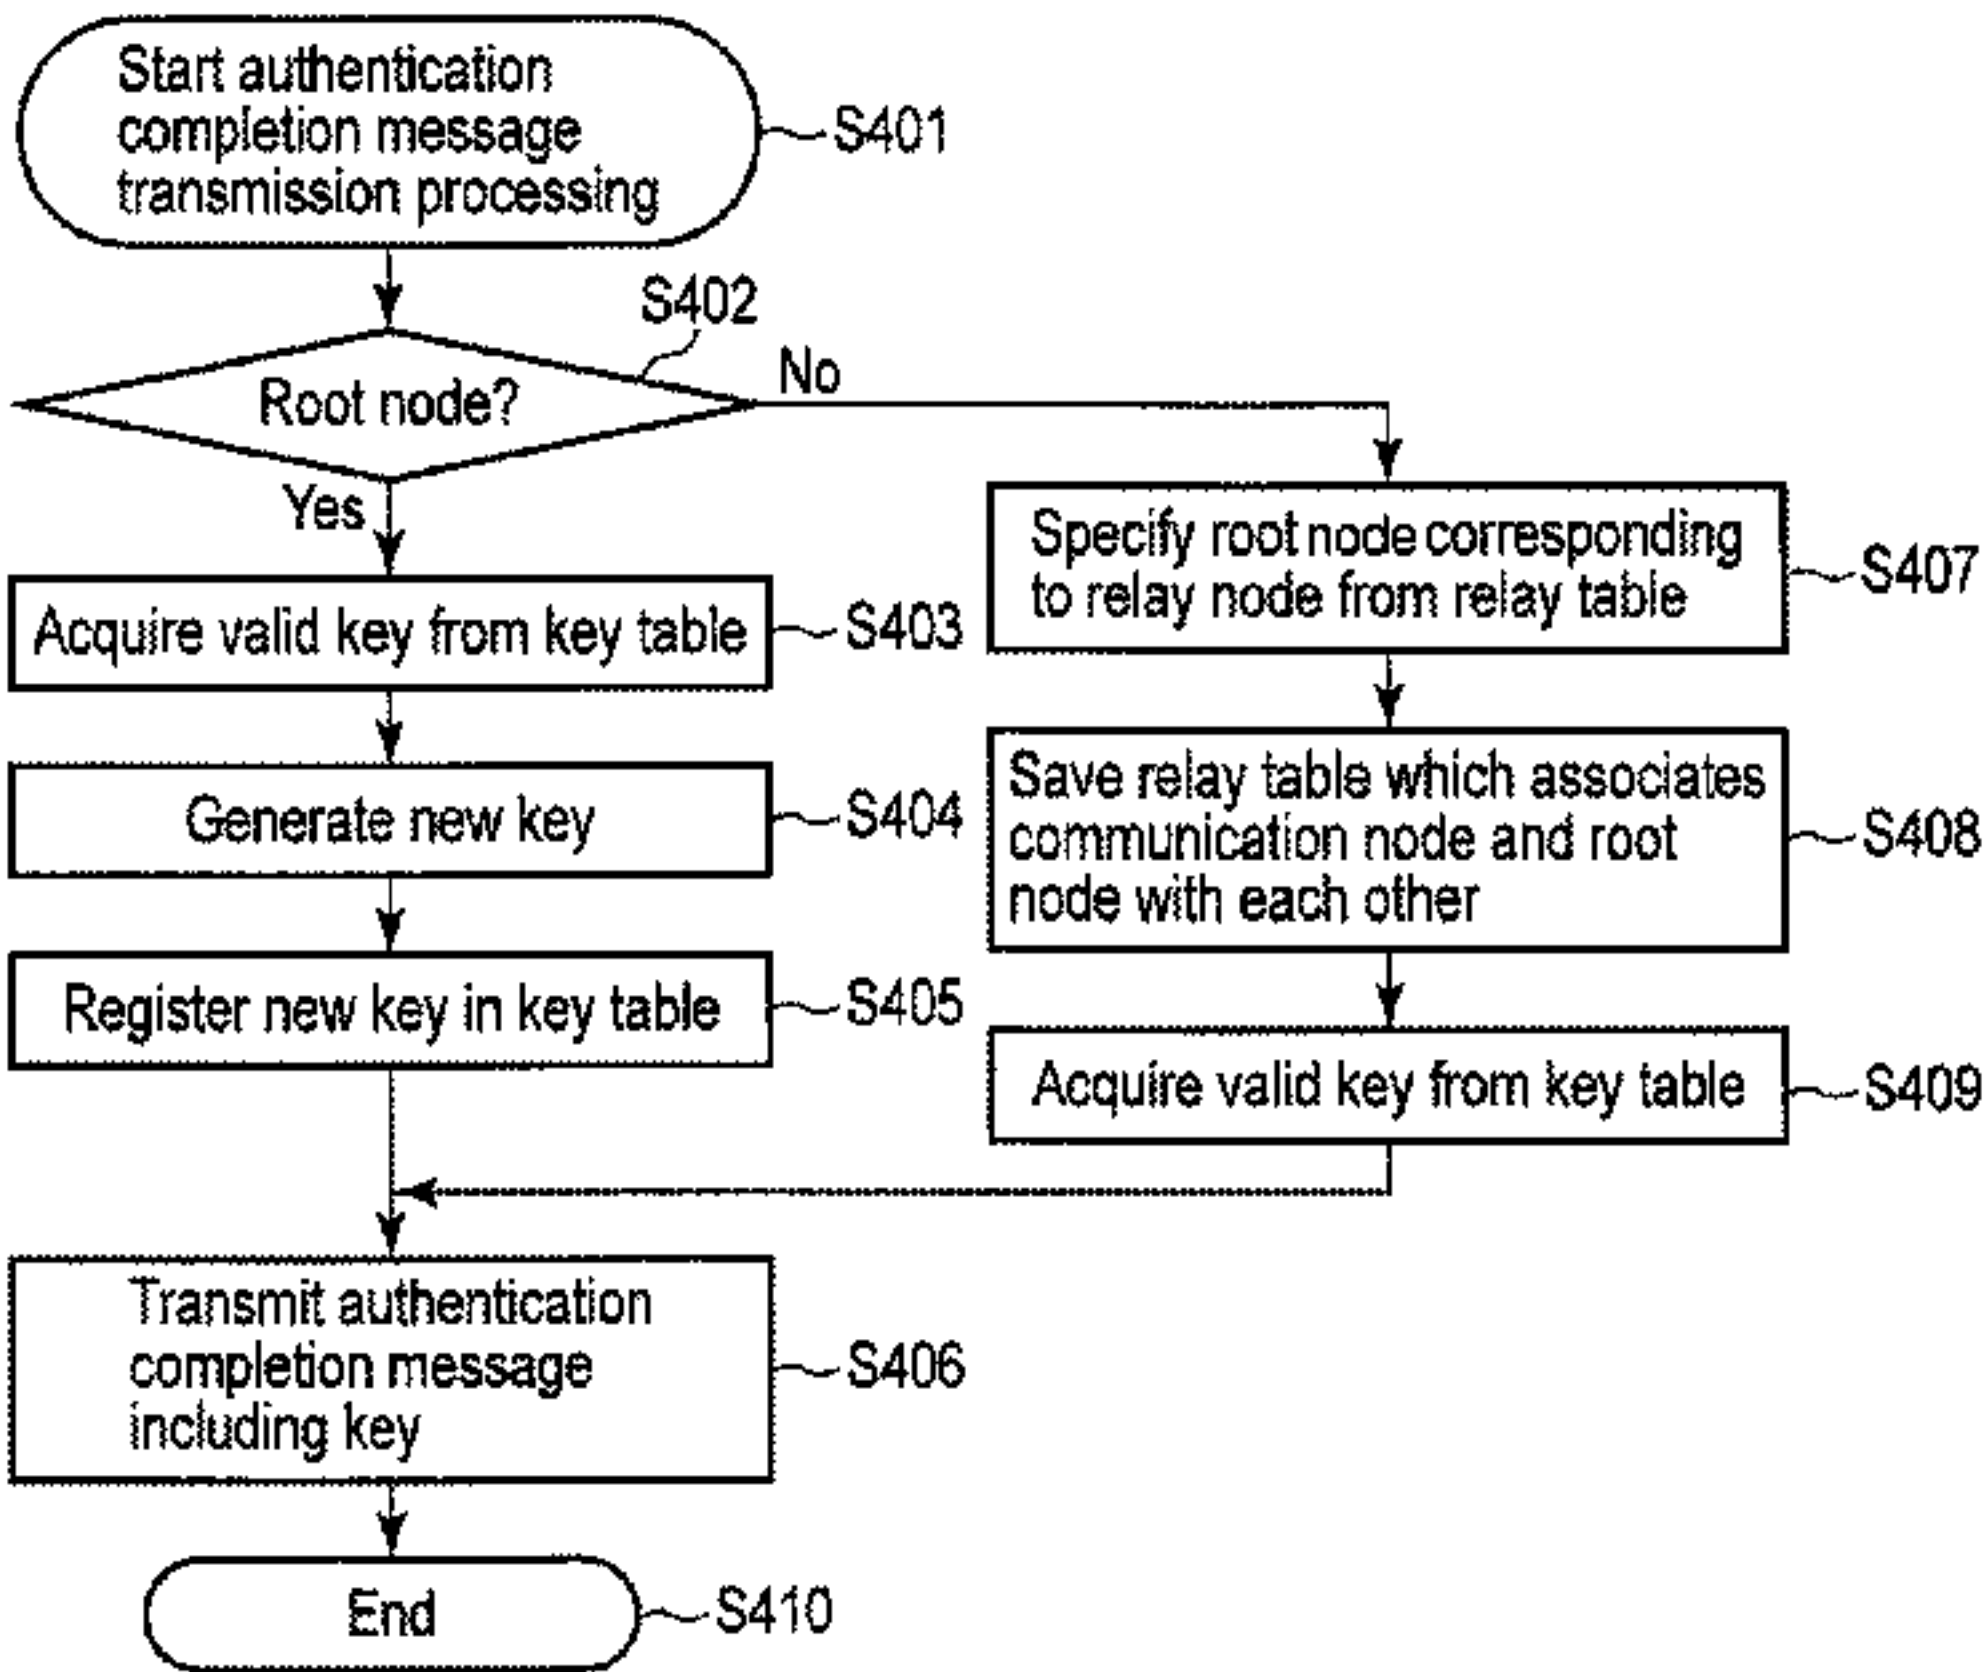 Start authentication
completion message
transmission processing
S401
S402
Root node?
No
Yes
Acquire valid key from key table
S403
Generate new key
S404
Register new key in key table
S405
Specify root node corresponding
to relay node from relay table
S407
Save relay table which associates
communication node and root
node with each other
S408
Acquire valid key from key table
S409
Transmit authentication
completion message
including key
S406
End
S410